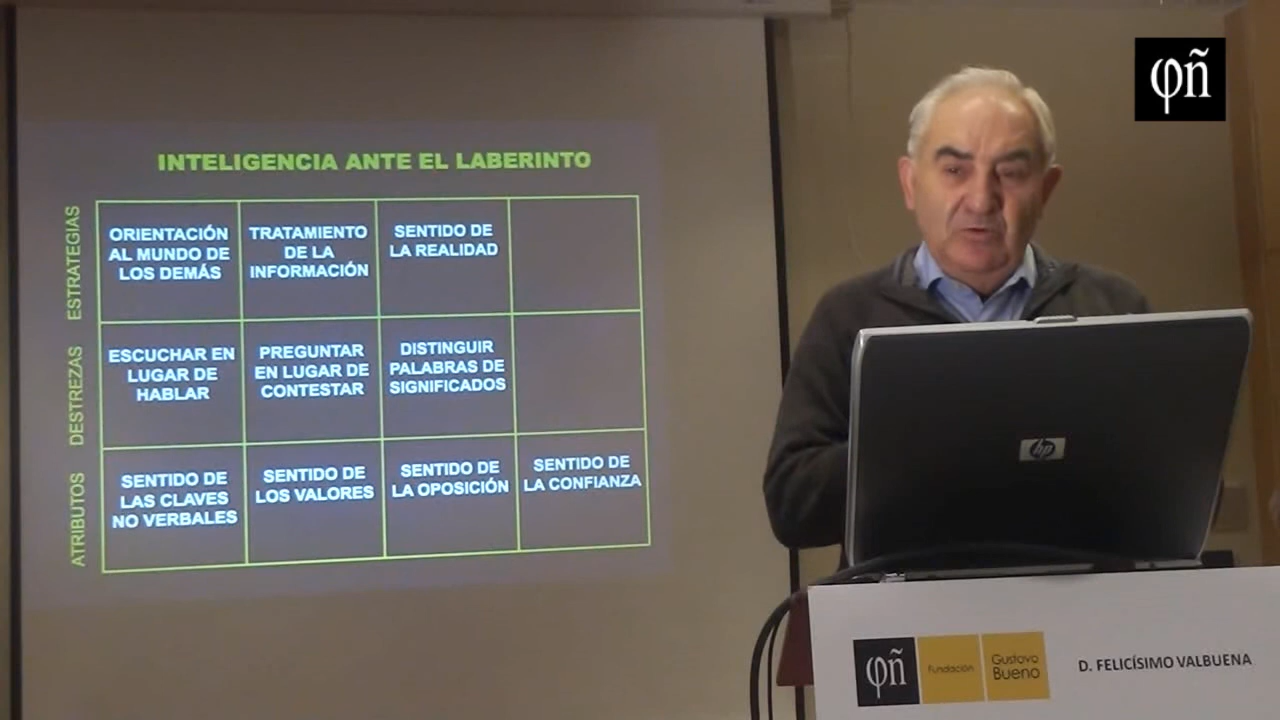 φñ
INTELIGENCIA ANTE EL LABERINTO
ESTRATEGIAS
ORIENTACIÓN
AL MUNDO DE
LOS DEMÁS
TRATAMIENTO
DE LA
INFORMACIÓN
SENTIDO DE
LA REALIDAD
DESTREZAS
ESCUCHAR EN
LUGAR DE
HABLAR
PREGUNTAR
EN LUGAR DE
CONTESTAR
DISTINGUIR
PALABRAS DE
SIGNIFICADOS
ATRIBUTOS
SENTIDO DE
LAS CLAVES
NO VERBALES
SENTIDO DE
LOS VALORES
SENTIDO DE
LA OPOSICIÓN
SENTIDO DE
LA CONFIANZA
hp
φñ
Fundación
Gustavo
Bueno
D. FELICÍSIMO VALBUENA